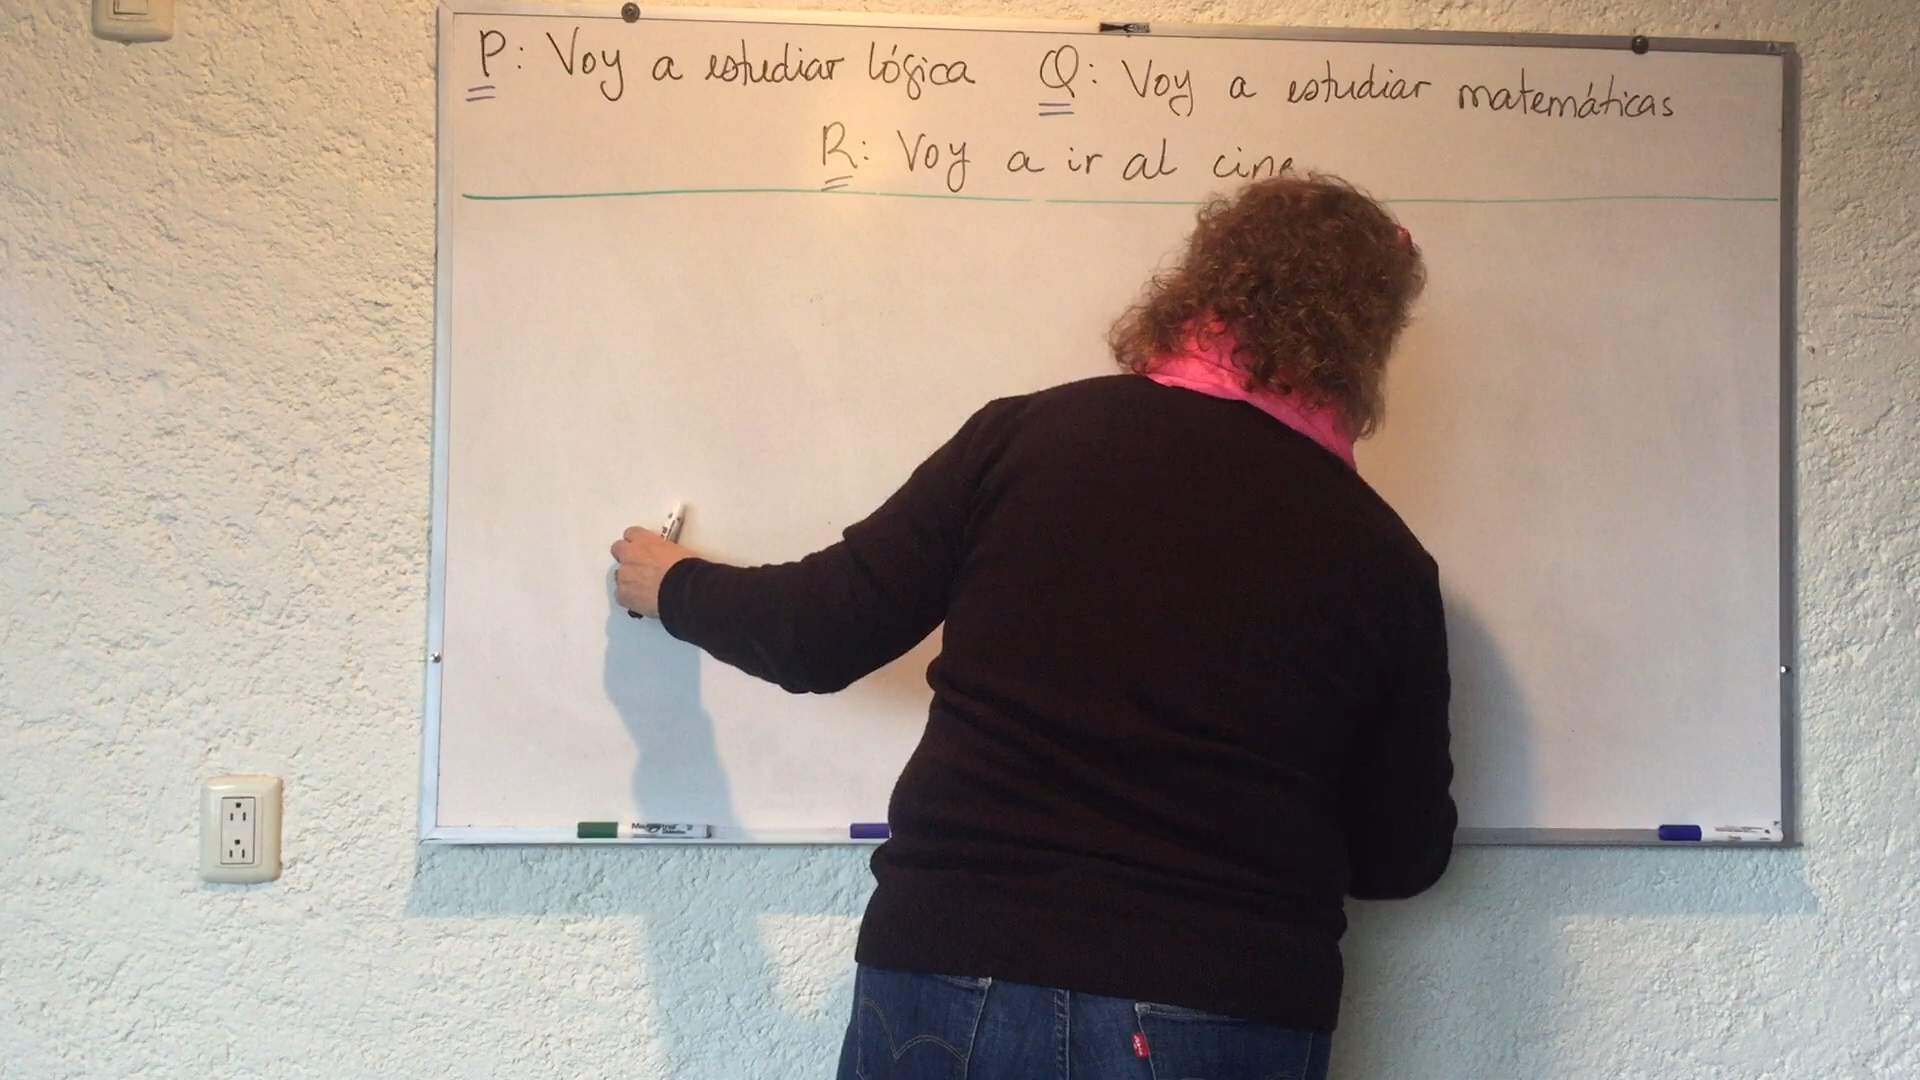 P: Voy a estudiar lógica Q: Voy a estudiar matemáticas
R: Voy a ir al cine